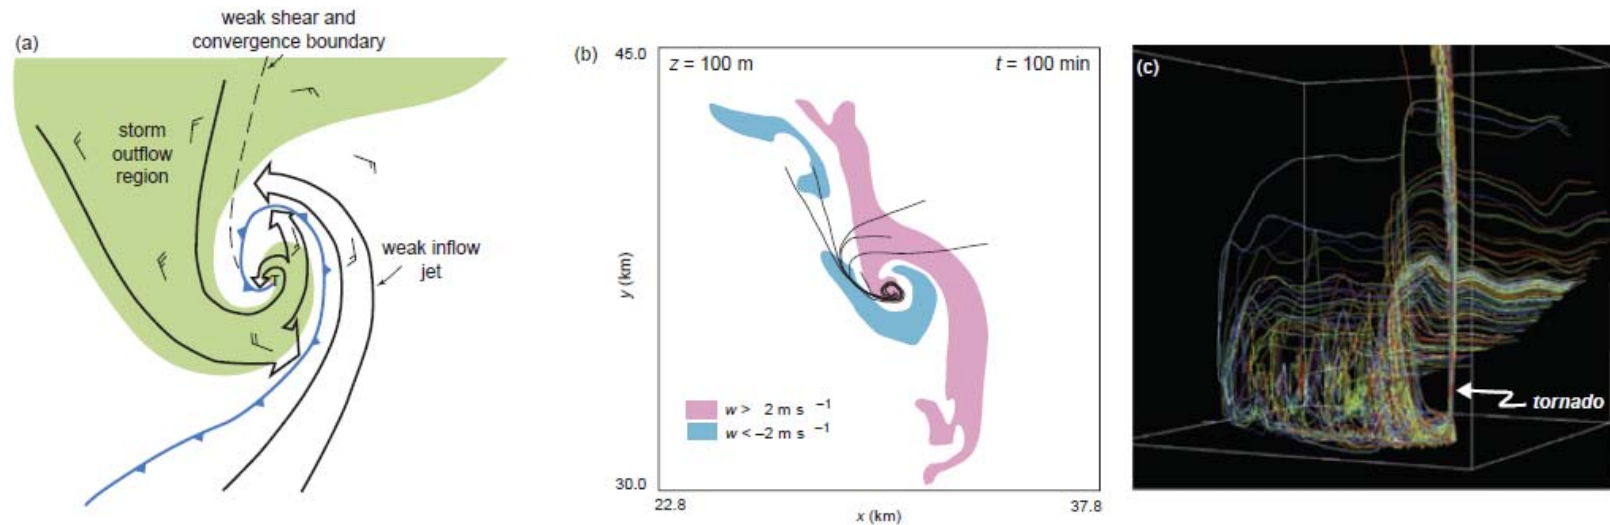 (a)
weak shear and
convergence boundary
storm
outflow
region
weak inflow
jet
T
(b)
45.0
z = 100 m
t = 100 min
y (km)
w > 2 m s −1
w < −2 m s −1
30.0
22.8
37.8
x (km)
(c)
tornado